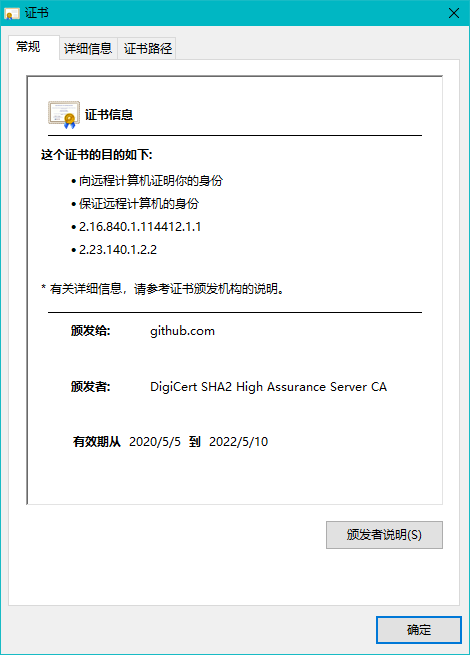 证书
常规 详细信息 证书路径
证书信息
这个证书的目的如下:
• 向远程计算机证明你的身份
• 保证远程计算机的身份
• 2.16.840.1.114412.1.1
• 2.23.140.1.2.2
* 有关详细信息，请参考证书颁发机构的说明。
颁发给: github.com
颁发者: DigiCert SHA2 High Assurance Server CA
有效期从 2020/5/5 到 2022/5/10
颁发者说明(S)
确定